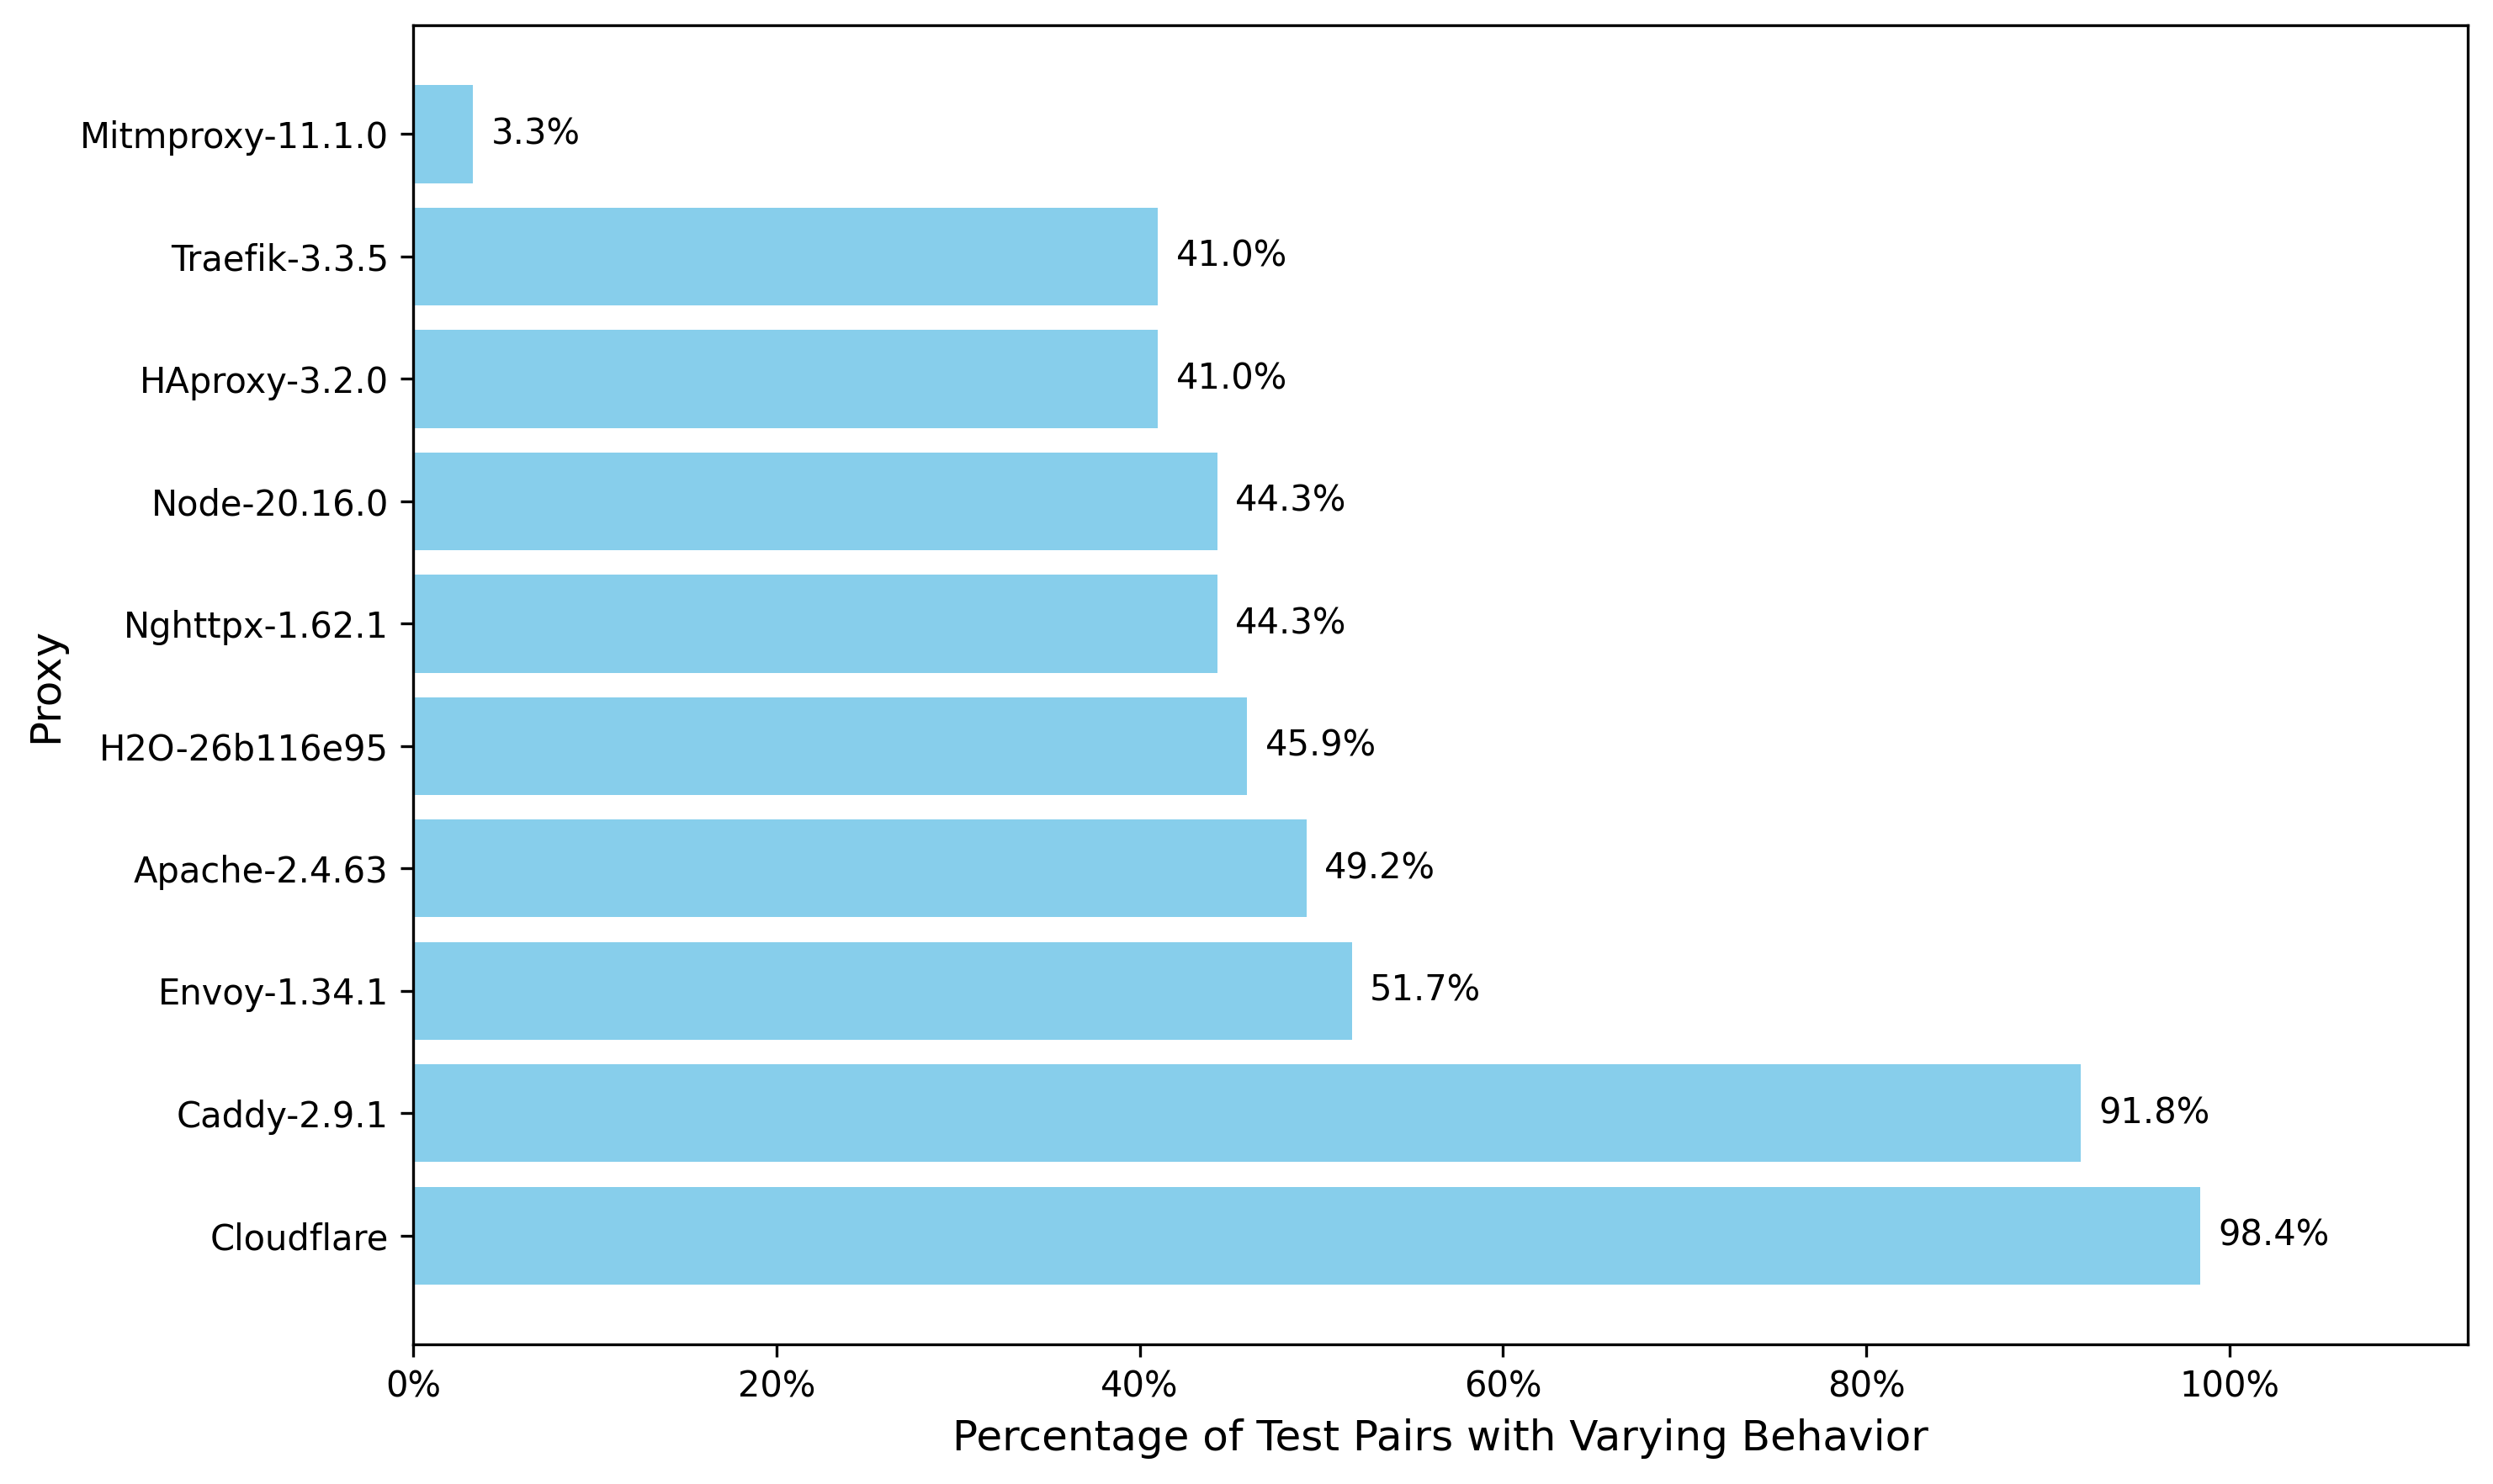 Mitmproxy-11.1.0 3.3%
Traefik-3.3.5 41.0%
HAproxy-3.2.0 41.0%
Node-20.16.0 44.3%
Nghttpx-1.62.1 44.3%
H2O-26b116e95 45.9%
Apache-2.4.63 49.2%
Envoy-1.34.1 51.7%
Caddy-2.9.1 91.8%
Cloudflare 98.4%
Proxy
0% 20% 40% 60% 80% 100%
Percentage of Test Pairs with Varying Behavior